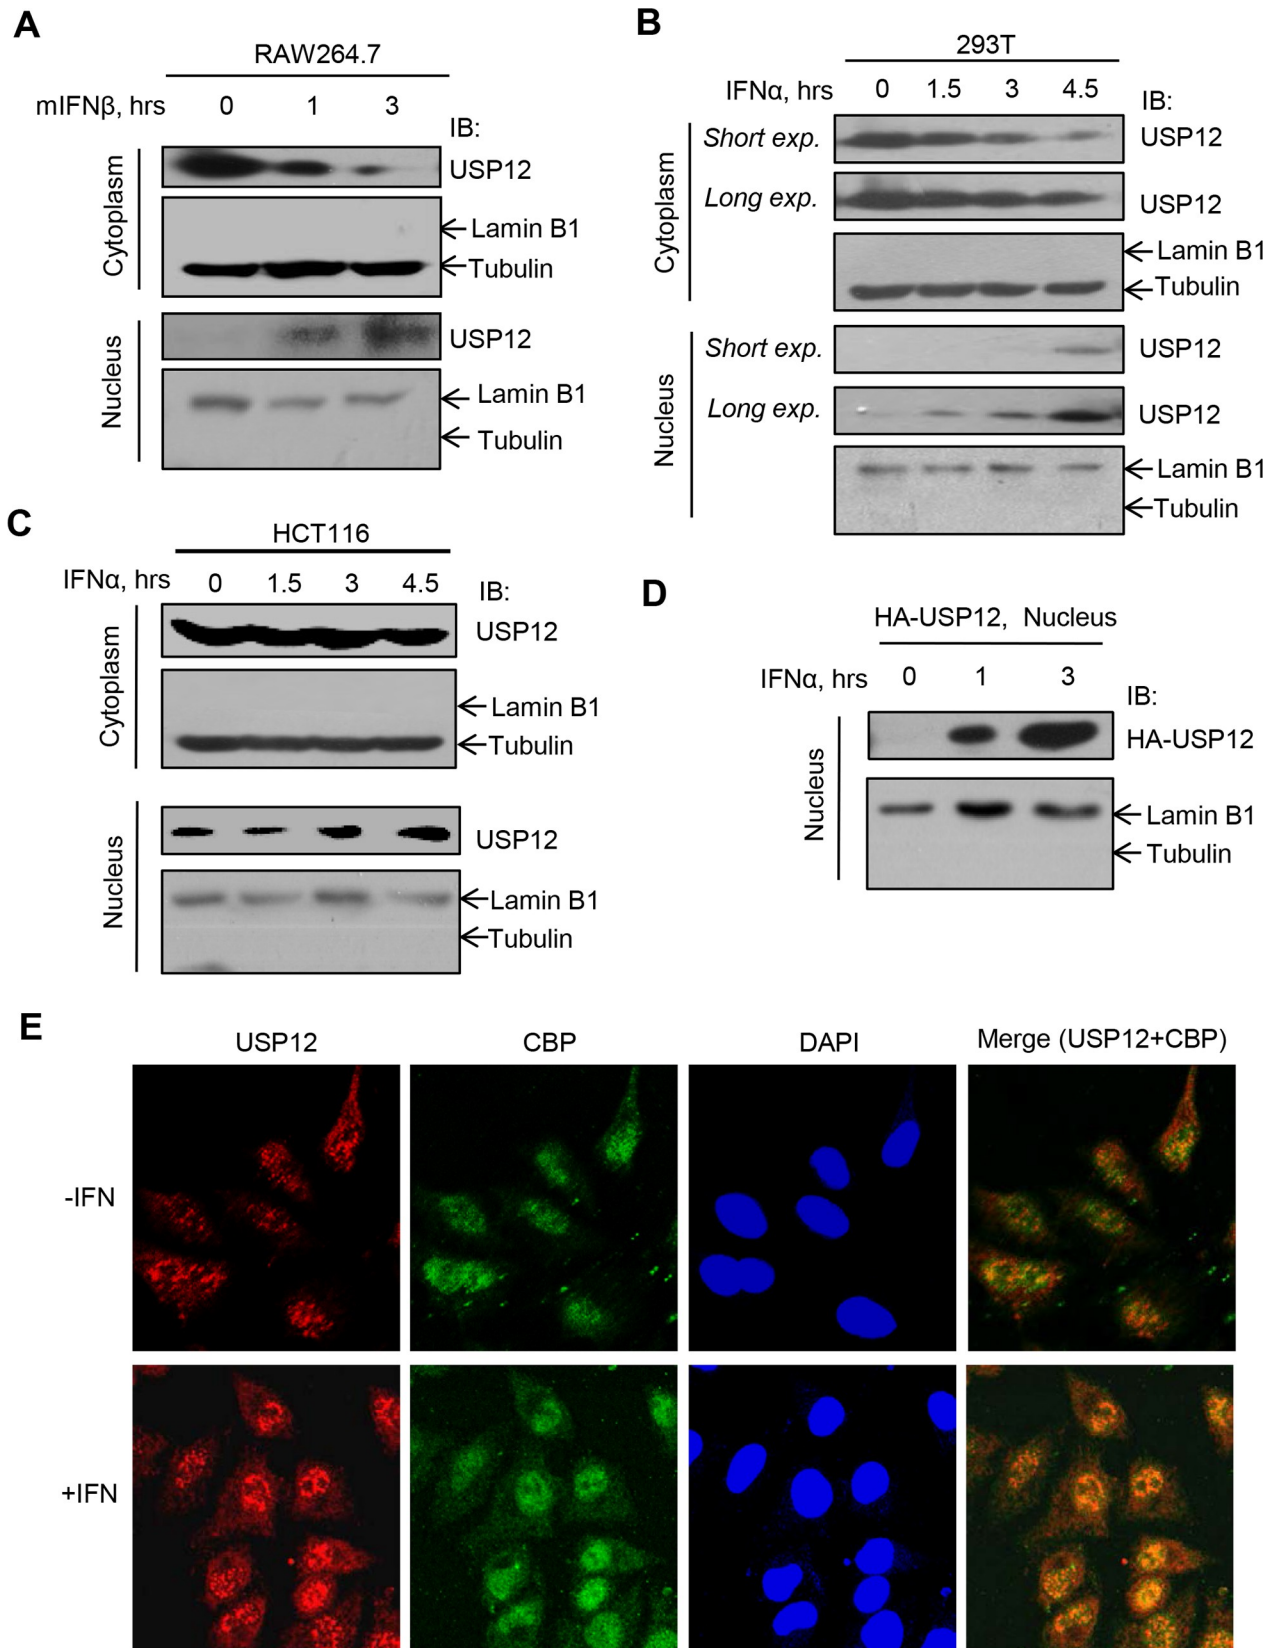 A
RAW264.7
mIFNβ, hrs 0 1 3
IB:
Cytoplasm
USP12
Lamin B1
Tubulin
Nucleus
USP12
Lamin B1
Tubulin
B
293T
IFNα, hrs 0 1.5 3 4.5
IB:
Cytoplasm
Short exp. USP12
Long exp. USP12
Lamin B1
Tubulin
Nucleus
Short exp. USP12
Long exp. USP12
Lamin B1
Tubulin
C
HCT116
IFNα, hrs 0 1.5 3 4.5
IB:
Cytoplasm
USP12
Lamin B1
Tubulin
Nucleus
USP12
Lamin B1
Tubulin
D
HA-USP12, Nucleus
IFNα, hrs 0 1 3
IB:
Nucleus
HA-USP12
Lamin B1
Tubulin
E
USP12 CBP DAPI Merge (USP12+CBP)
-IFN
+IFN